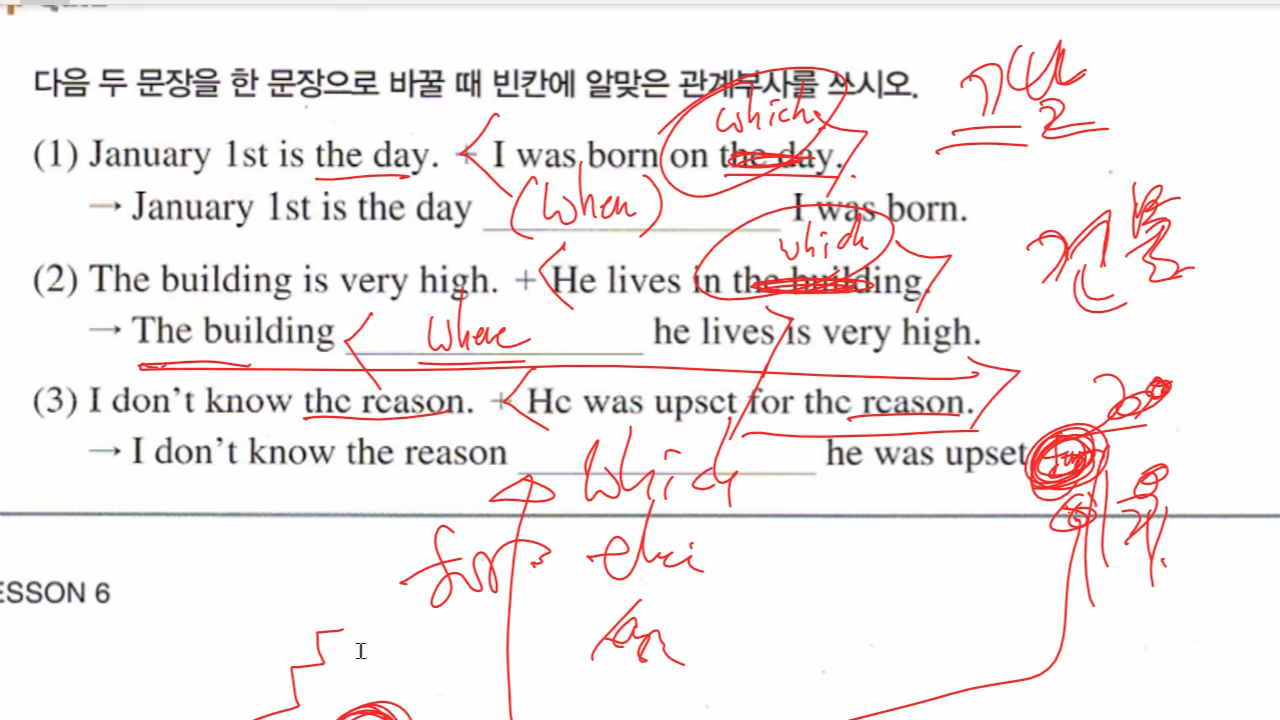 다음 두 문장을 한 문장으로 바꿀 때 빈칸에 알맞은 관계부사를 쓰시오.
which
(1) January 1st is the day. + I was born on the day.
(when)
→ January 1st is the day I was born.
which
(2) The building is very high. + He lives in the building.
건물
where
→ The building he lives is very high.
(3) I don't know the reason. + He was upset for the reason.
→ I don't know the reason he was upset
which
for
ESSON 6